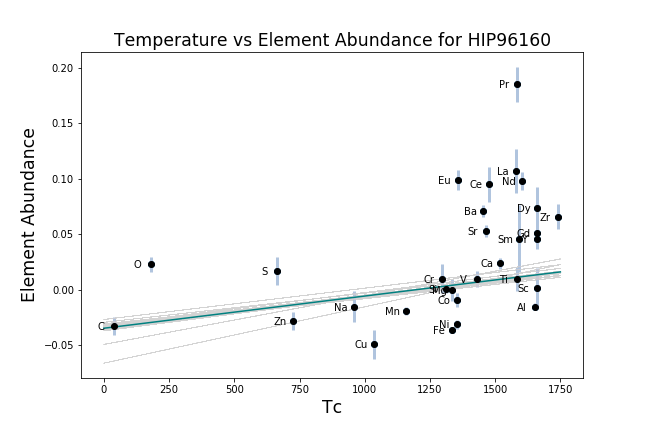 Temperature vs Element Abundance for HIP96160
Element Abundance
0.20
0.15
0.10
0.05
0.00
−0.05
Pr
La
Nd
Eu
Ce
Ba
Dy
Zr
Sr
Gd
Sm
O
S
Ca
Cr
V
Ti
Sc
Co
Na
Mn
Al
Zn
C
Ni
Fe
Cu
0
250
500
750
1000
1250
1500
1750
Tc